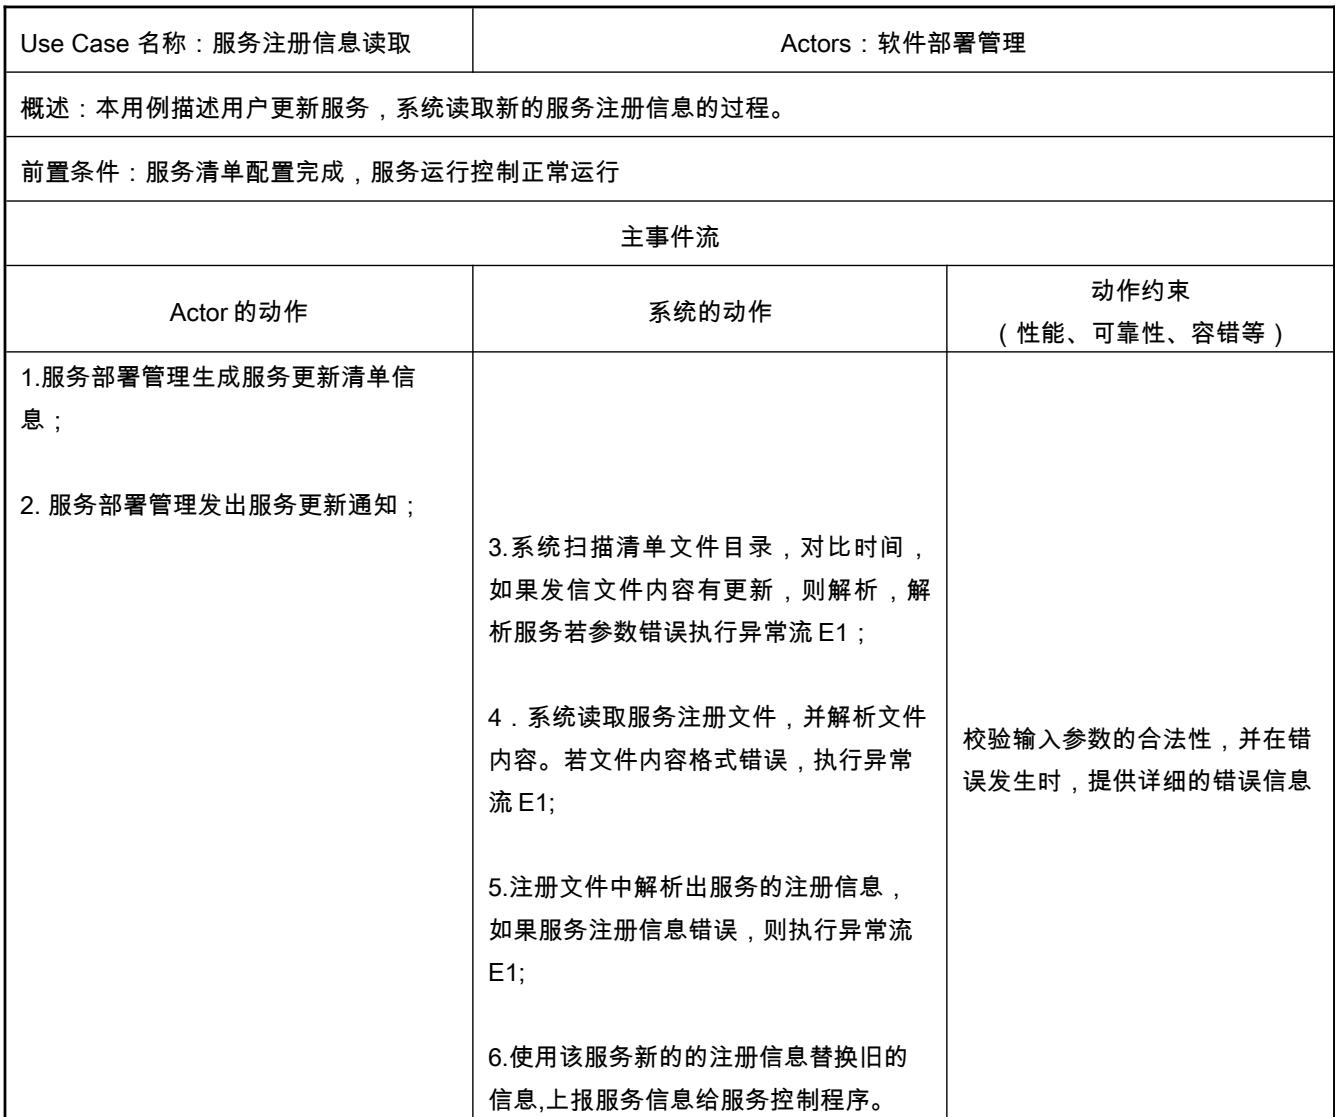 Use Case 名称：服务注册信息读取
Actors：软件部署管理
概述：本用例描述用户更新服务，系统读取新的服务注册信息的过程。
前置条件：服务清单配置完成，服务运行控制正常运行
主事件流
Actor 的动作
系统的动作
动作约束
（性能、可靠性、容错等）
1.服务部署管理生成服务更新清单信
息；
2. 服务部署管理发出服务更新通知；
3.系统扫描清单文件目录，对比时间，
如果发信文件内容有更新，则解析，解
析服务若参数错误执行异常流 E1；
4．系统读取服务注册文件，并解析文件
内容。若文件内容格式错误，执行异常
流 E1;
5.注册文件中解析出服务的注册信息，
如果服务注册信息错误，则执行异常流
E1;
6.使用该服务新的的注册信息替换旧的
信息,上报服务信息给服务控制程序。
校验输入参数的合法性，并在错
误发生时，提供详细的错误信息